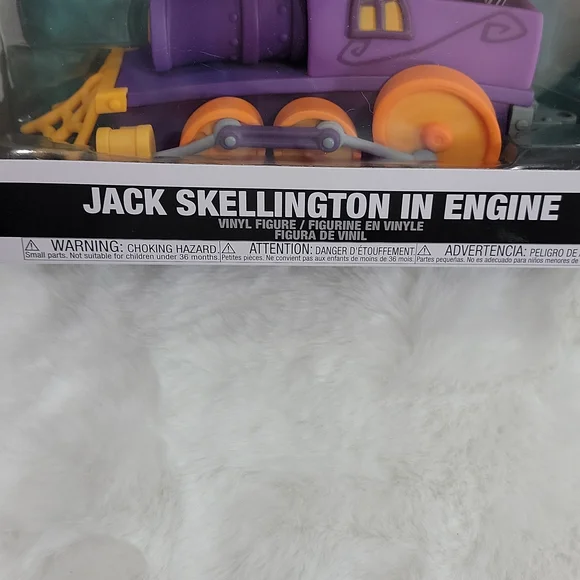 JACK SKELLINGTON IN ENGINE
VINYL FIGURE / FIGURINE EN VINYLE
FIGURA DE VINIL
WARNING: CHOKING HAZARD.
Small parts. Not suitable for children under 36 months.
ATTENTION: DANGER D'ÉTOUFFEMENT.
Petites pièces. Ne convient pas aux enfants de moins de 36 mois.
ADVERTENCIA: PELIGRO DE
Partes pequeñas. No es adecuado para niños menores de